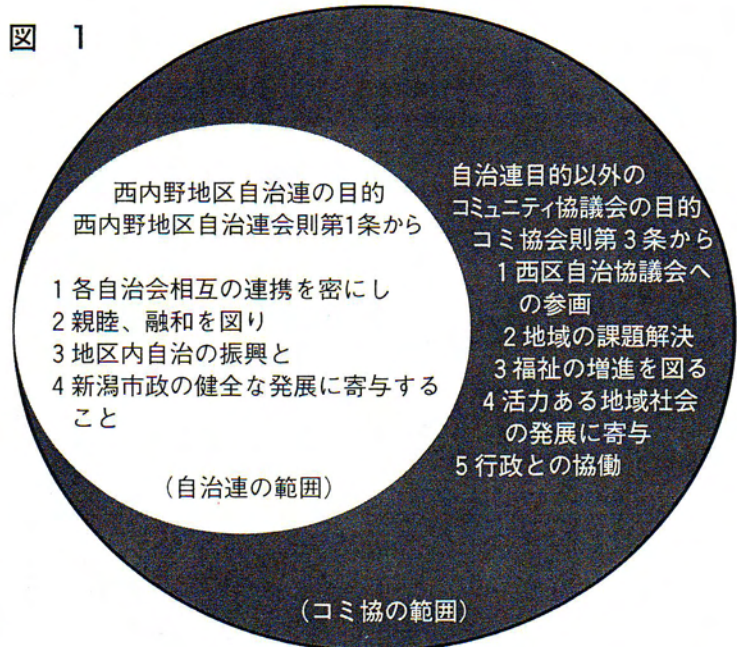 図 1
西内野地区自治連の目的
西内野地区自治連会則第1条から
1 各自治会相互の連携を密にし
2 親睦、融和を図り
3 地区内自治の振興と
4 新潟市政の健全な発展に寄与する
こと
(自治連の範囲)
自治連目的以外の
コミュニティ協議会の目的
コミ協会則第3条から
1 西区自治協議会へ
の参画
2 地域の課題解決
3 福祉の増進を図る
4 活力ある地域社会
の発展に寄与
5 行政との協働
(コミ協の範囲)